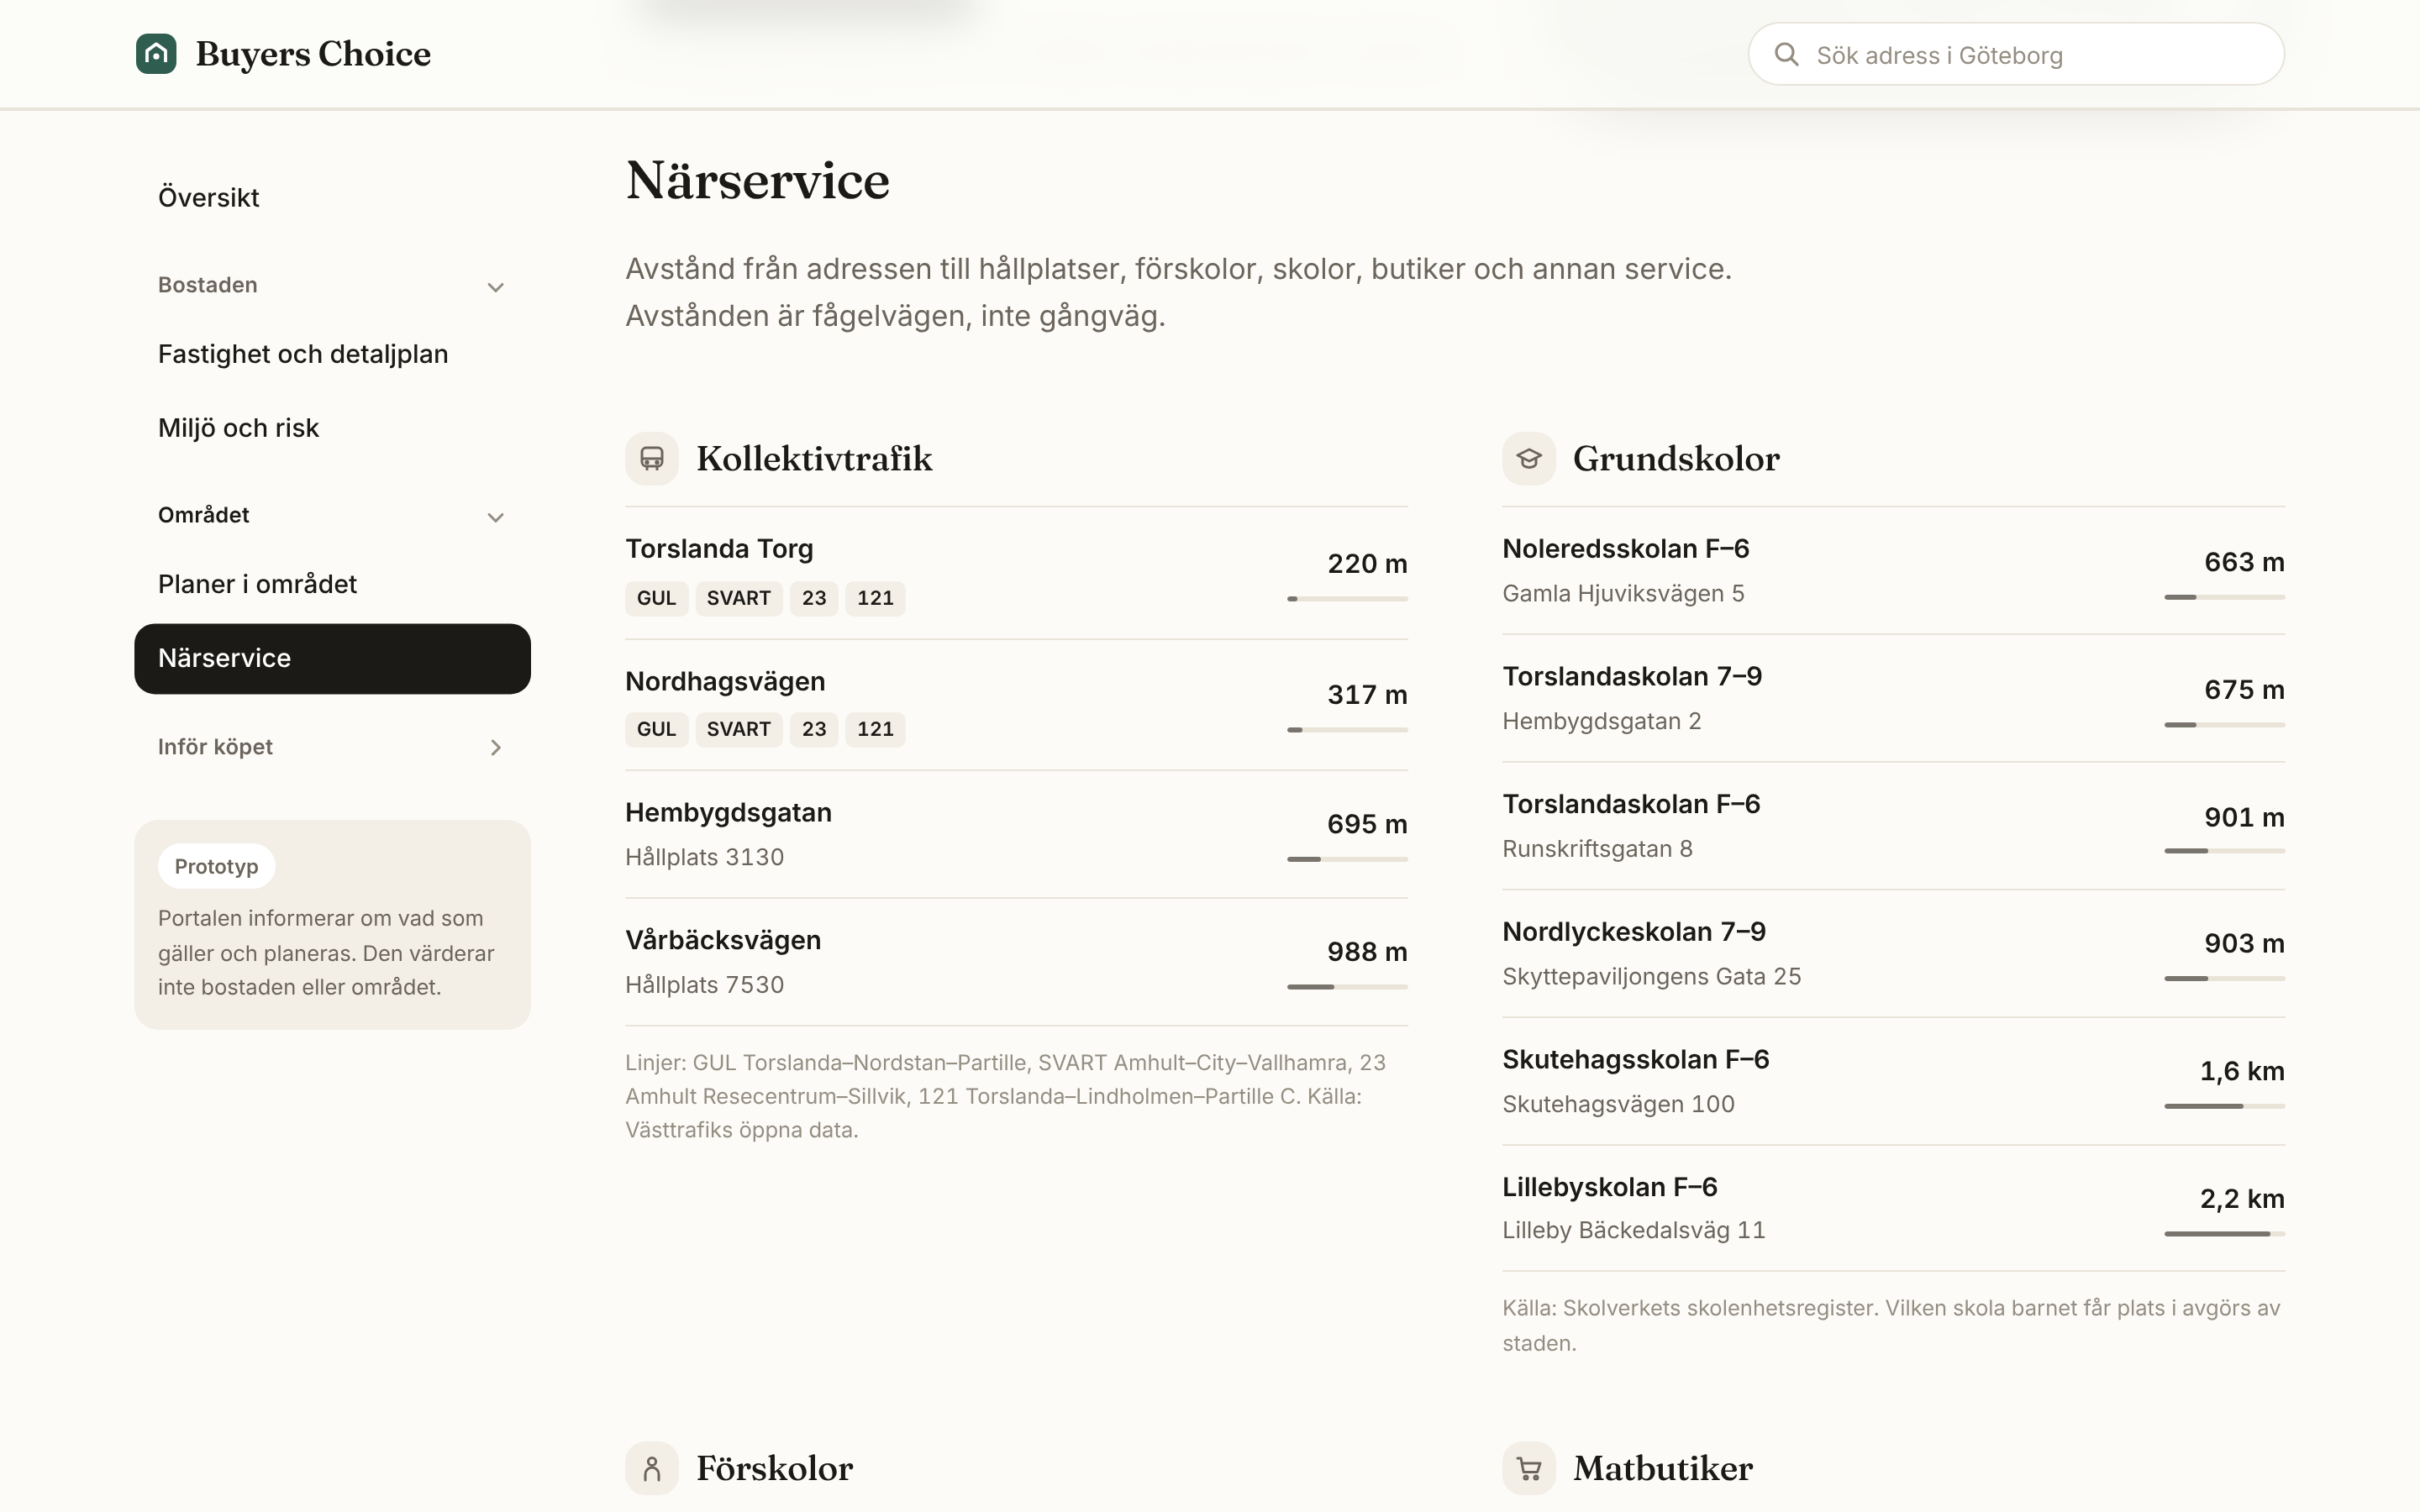 Buyers Choice
Sök adress i Göteborg
Översikt
Bostaden
Fastighet och detaljplan
Miljö och risk
Området
Planer i området
Närservice
Inför köpet
Prototyp
Portalen informerar om vad som
gäller och planeras. Den värderar
inte bostaden eller området.
Närservice
Avstånd från adressen till hållplatser, förskolor, skolor, butiker och annan service.
Avstånden är fågelvägen, inte gångväg.
Kollektivtrafik
Torslanda Torg
220 m
GUL SVART 23 121
Nordhagsvägen
317 m
GUL SVART 23 121
Hembygdsgatan
695 m
Hållplats 3130
Vårbäcksvägen
988 m
Hållplats 7530
Linjer: GUL Torslanda–Nordstan–Partille, SVART Amhult–City–Vallhamra, 23
Amhult Resecentrum–Sillvik, 121 Torslanda–Lindholmen–Partille C. Källa:
Västtrafiks öppna data.
Grundskolor
Noleredsskolan F–6
663 m
Gamla Hjuviksvägen 5
Torslandaskolan 7–9
675 m
Hembygdsgatan 2
Torslandaskolan F–6
901 m
Runskriftsgatan 8
Nordlyckeskolan 7–9
903 m
Skyttepaviljongens Gata 25
Skutehagsskolan F–6
1,6 km
Skutehagsvägen 100
Lillebyskolan F–6
2,2 km
Lilleby Bäckedalsväg 11
Källa: Skolverkets skolenhetsregister. Vilken skola barnet får plats i avgörs av
staden.
Förskolor
Matbutiker